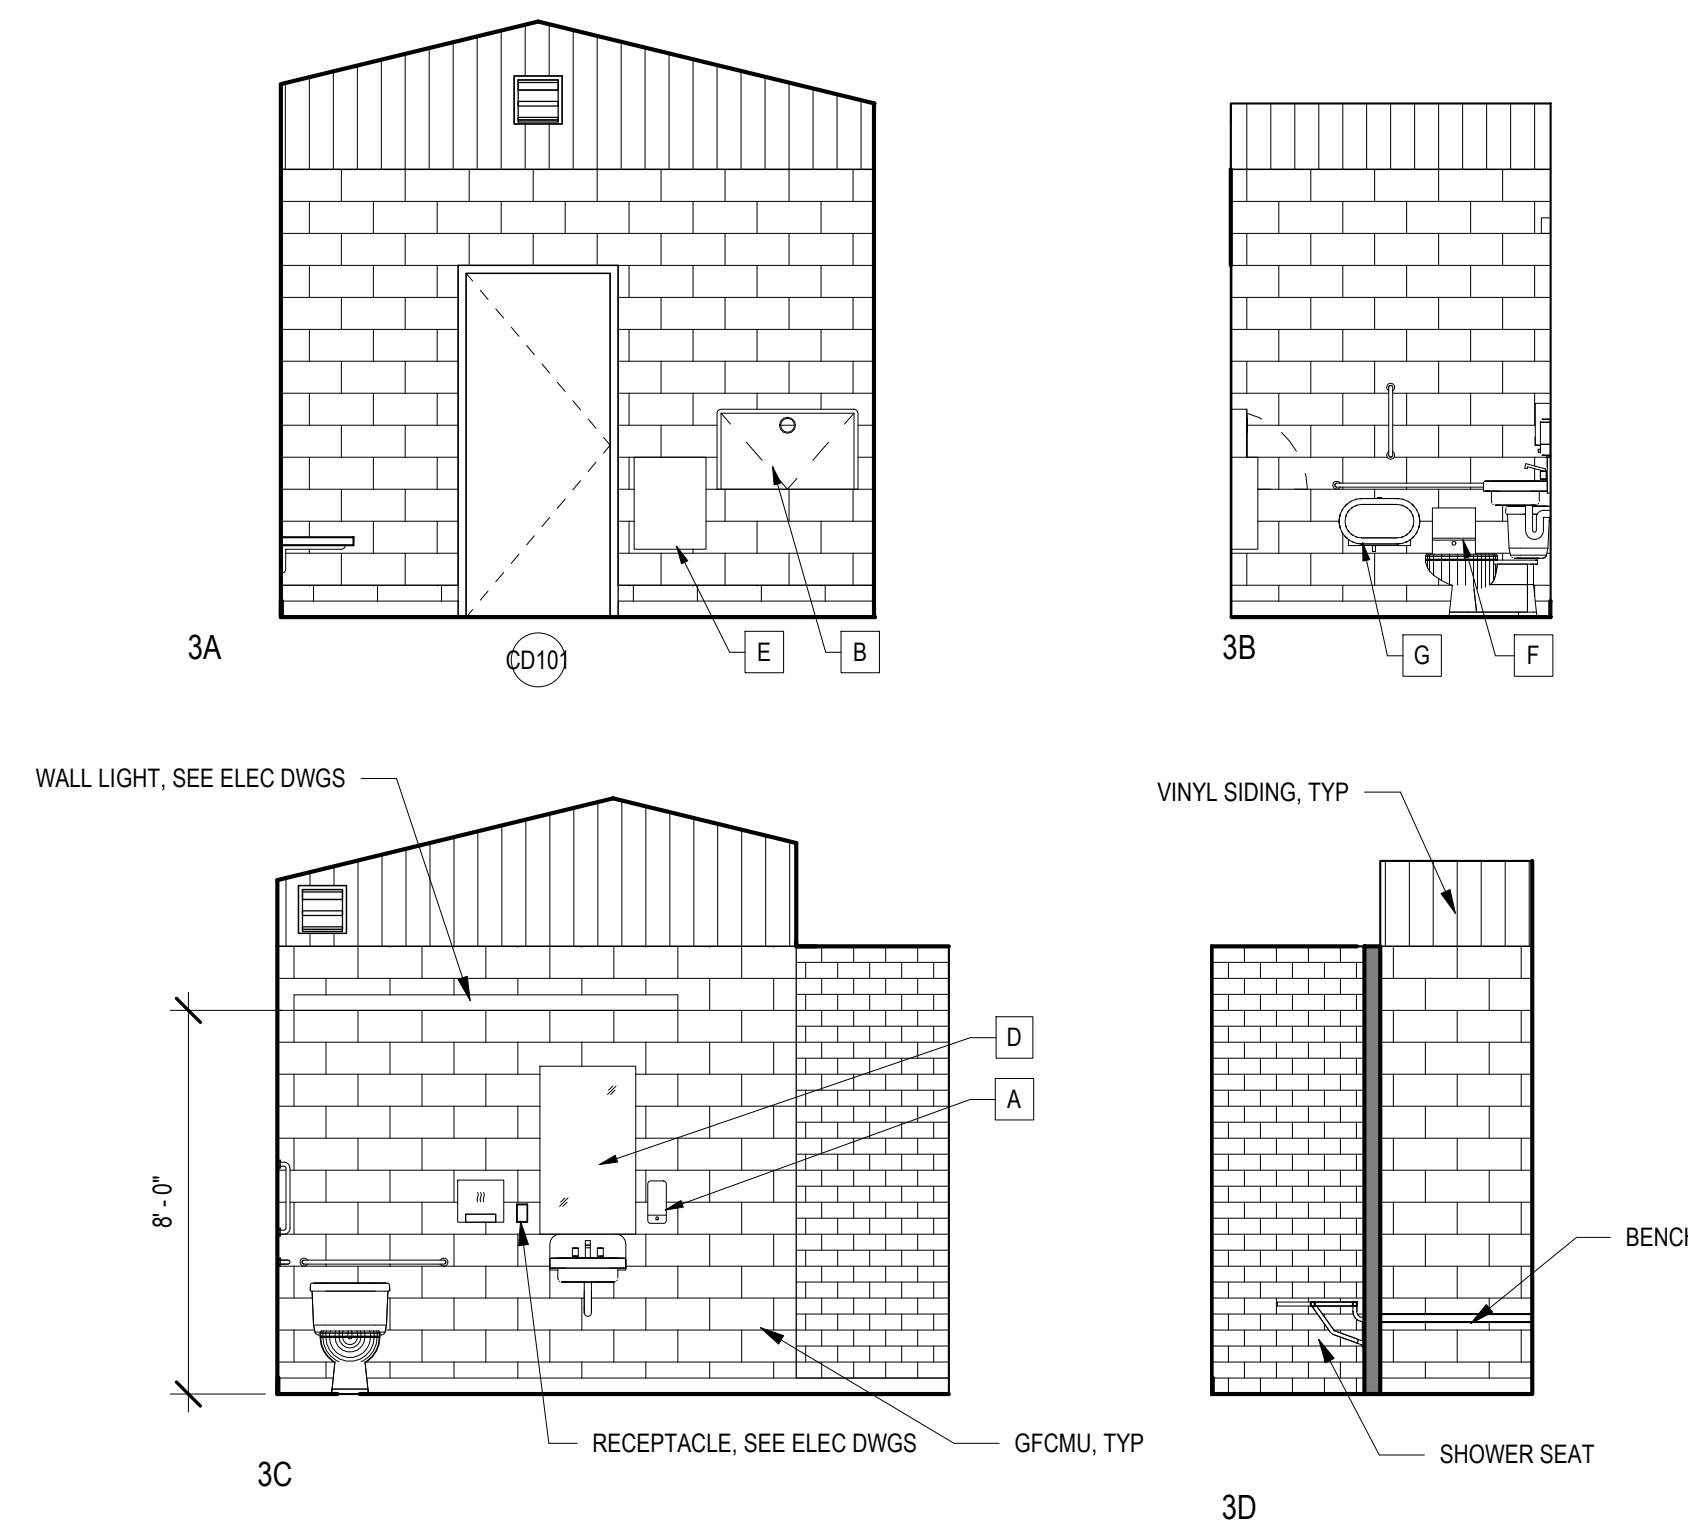 3A
CD101
E
B
3B
G
F
WALL LIGHT, SEE ELEC DWGS
VINYL SIDING, TYP
D
A
8' - 0"
BENCH
RECEPTACLE, SEE ELEC DWGS
GFCMU, TYP
SHOWER SEAT
3C
3D